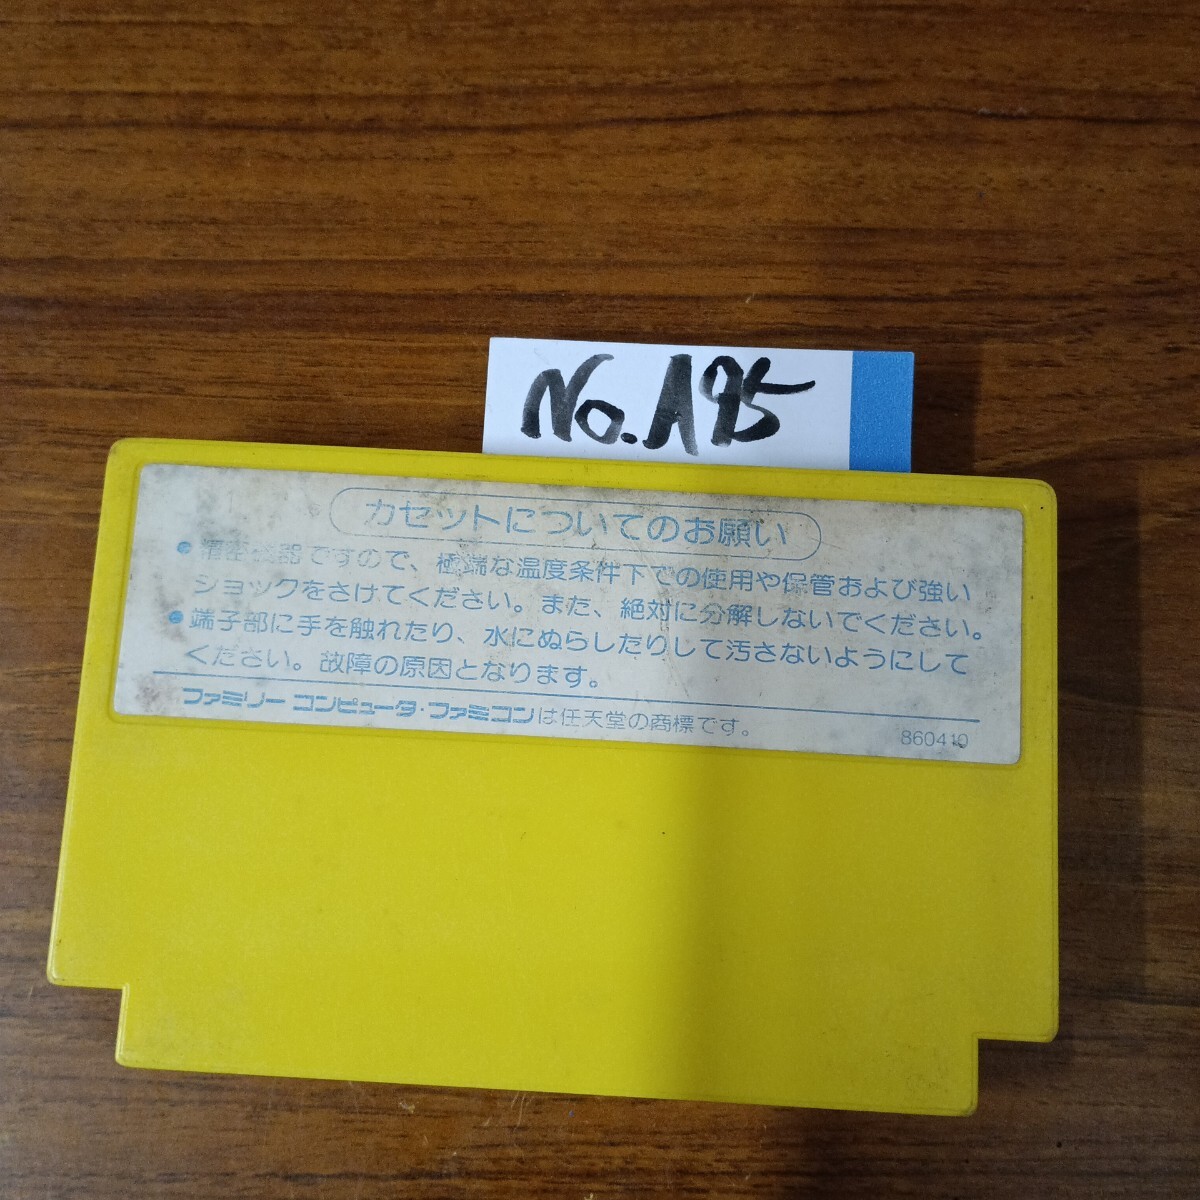 No. A95
カセットについてのお願い
● 精密機器ですので、極端な温度条件下での使用や保管および強い
ショックをさけてください。また、絶対に分解しないでください。
● 端子部に手を触れたり、水にぬらしたりして汚さないようにして
ください。故障の原因となります。
ファミリーコンピュータ・ファミコンは任天堂の商標です。
860410